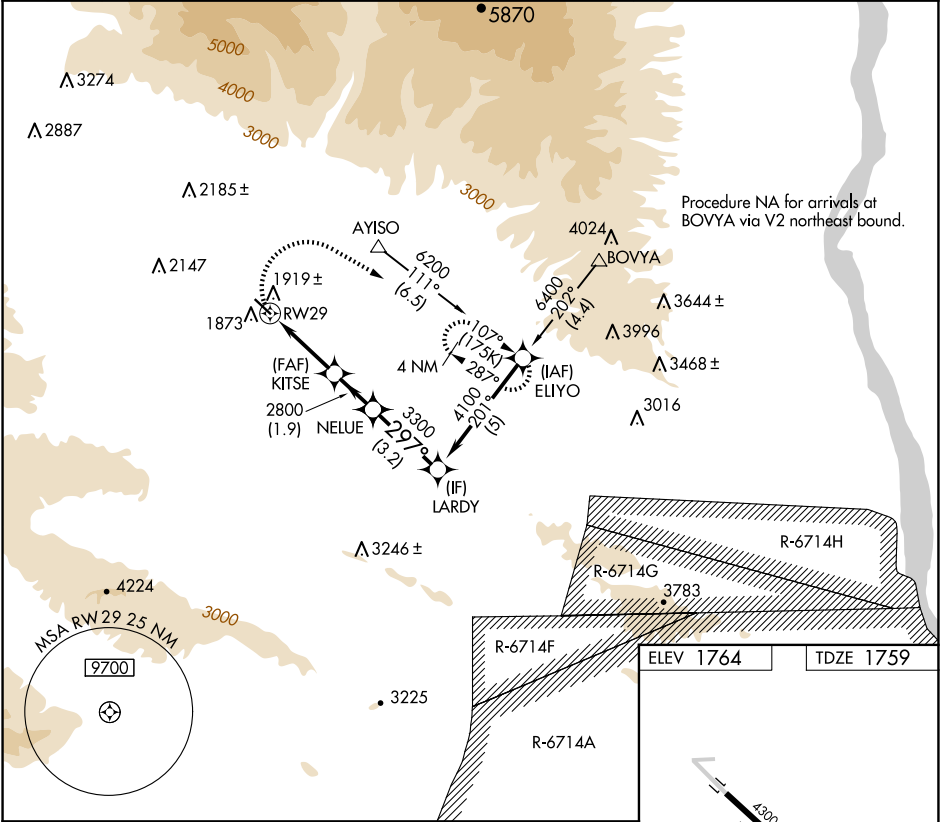 5870
5000
3274
4000
2887
3000
3000
2185 ±
Procedure NA for arrivals at
BOVYA via V2 northeast bound.
AYISO
4024
BOVYA
6200
111°
(6.5)
2147
1919 ±
6400
202°
(4.4)
3644 ±
1873
RW29
107°
(175K)
3996
4 NM
287°
(IAF)
ELIYO
3468 ±
(FAF)
KITSE
2800
(1.9)
NELUE
3300
297°
(3.2)
4100
201°
(5)
3016
(IF)
LARDY
3246 ±
R-6714H
R-6714G
3783
4224
3000
MSA RW29 25 NM
9700
R-6714F
ELEV 1764
TDZE 1759
3225
R-6714A
4300